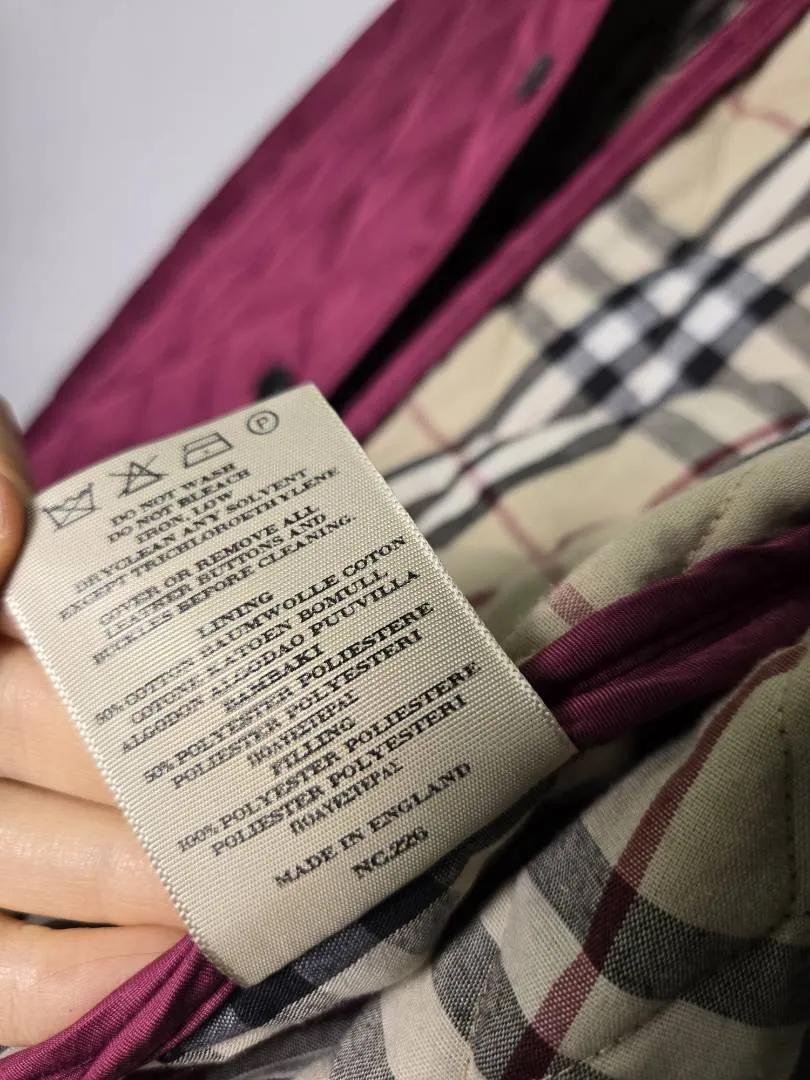 P
DO NOT WASH
DO NOT BLEACH
IRON, LOW
DRYCLEAN ANY SOLVENT
EXCEPT TRICHLOROETHYLENE
COVER OR REMOVE ALL
LEATHER BUTTONS AND
BUCKLES BEFORE CLEANING.
LINING
50% COTTON BAUMWOLLE COTON
COTONE KATOEN BOMULL
ALGODON ALGODAO PUUVILLA
BAMBAKI
50% POLYESTER POLIESTERE
POLIESTER POLYESTERI
ΠΟΛΥΕΣΤΕΡΑΣ
FILLING
100% POLYESTER POLIESTERE
POLIESTER POLYESTERI
ΠΟΛΥΕΣΤΕΡΑΣ
MADE IN ENGLAND
NC.226